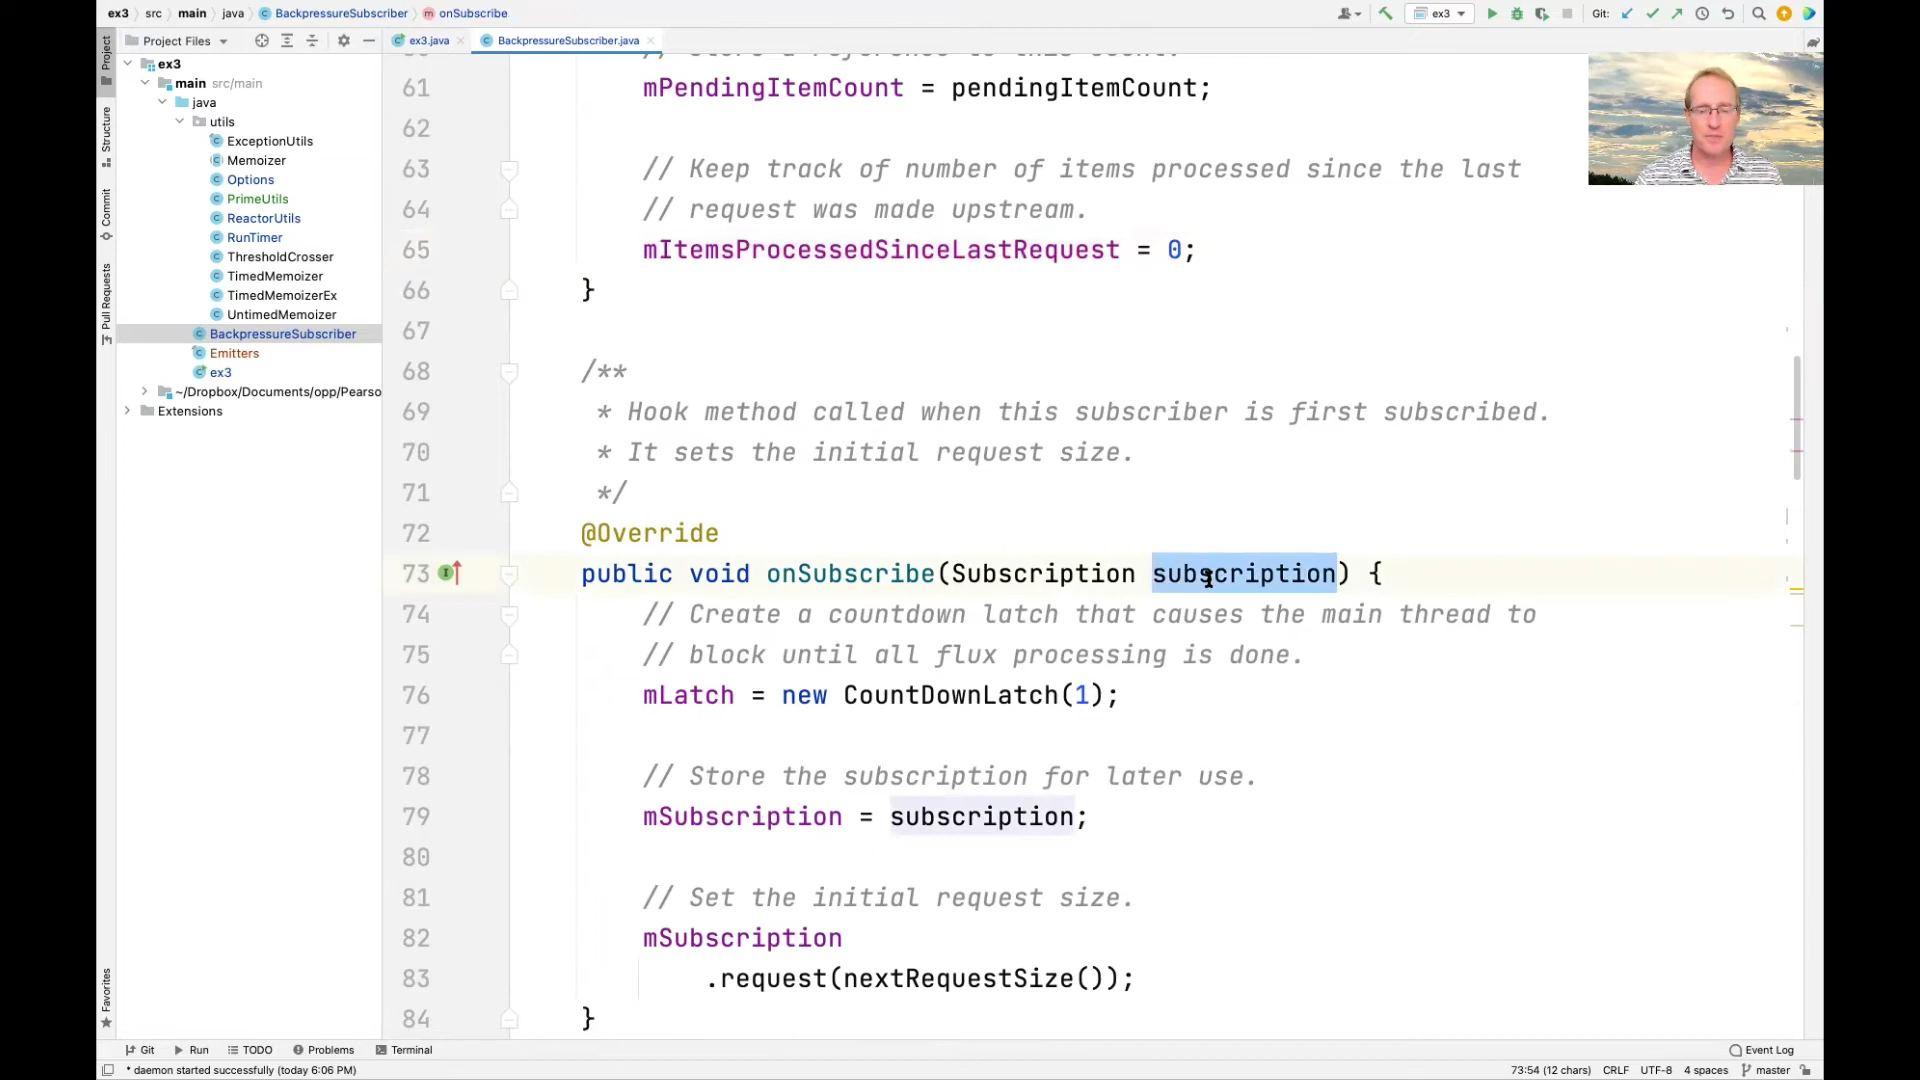 ex3 src main java BackpressureSubscriber onSubscribe
ex3
Git:
Project Files
ex3.java
BackpressureSubscriber.java
Project
Structure
Commit
Pull Requests
Favorites
ex3
main src/main
java
utils
ExceptionUtils
Memoizer
Options
PrimeUtils
ReactorUtils
RunTimer
ThresholdCrosser
TimedMemoizer
TimedMemoizerEx
UntimedMemoizer
BackpressureSubscriber
Emitters
ex3
~/Dropbox/Documents/opp/Pearso
Extensions
61 mPendingItemCount = pendingItemCount;
62
63 // Keep track of number of items processed since the last
64 // request was made upstream.
65 mItemsProcessedSinceLastRequest = 0;
66 }
67
68 /**
69 * Hook method called when this subscriber is first subscribed.
70 * It sets the initial request size.
71 */
72 @Override
73 public void onSubscribe(Subscription subscription) {
74 // Create a countdown latch that causes the main thread to
75 // block until all flux processing is done.
76 mLatch = new CountDownLatch(1);
77
78 // Store the subscription for later use.
79 mSubscription = subscription;
80
81 // Set the initial request size.
82 mSubscription
83 .request(nextRequestSize());
84 }
Git Run TODO Problems Terminal Event Log
* daemon started successfully (today 6:06 PM) 73:54 (12 chars) CRLF UTF-8 4 spaces master